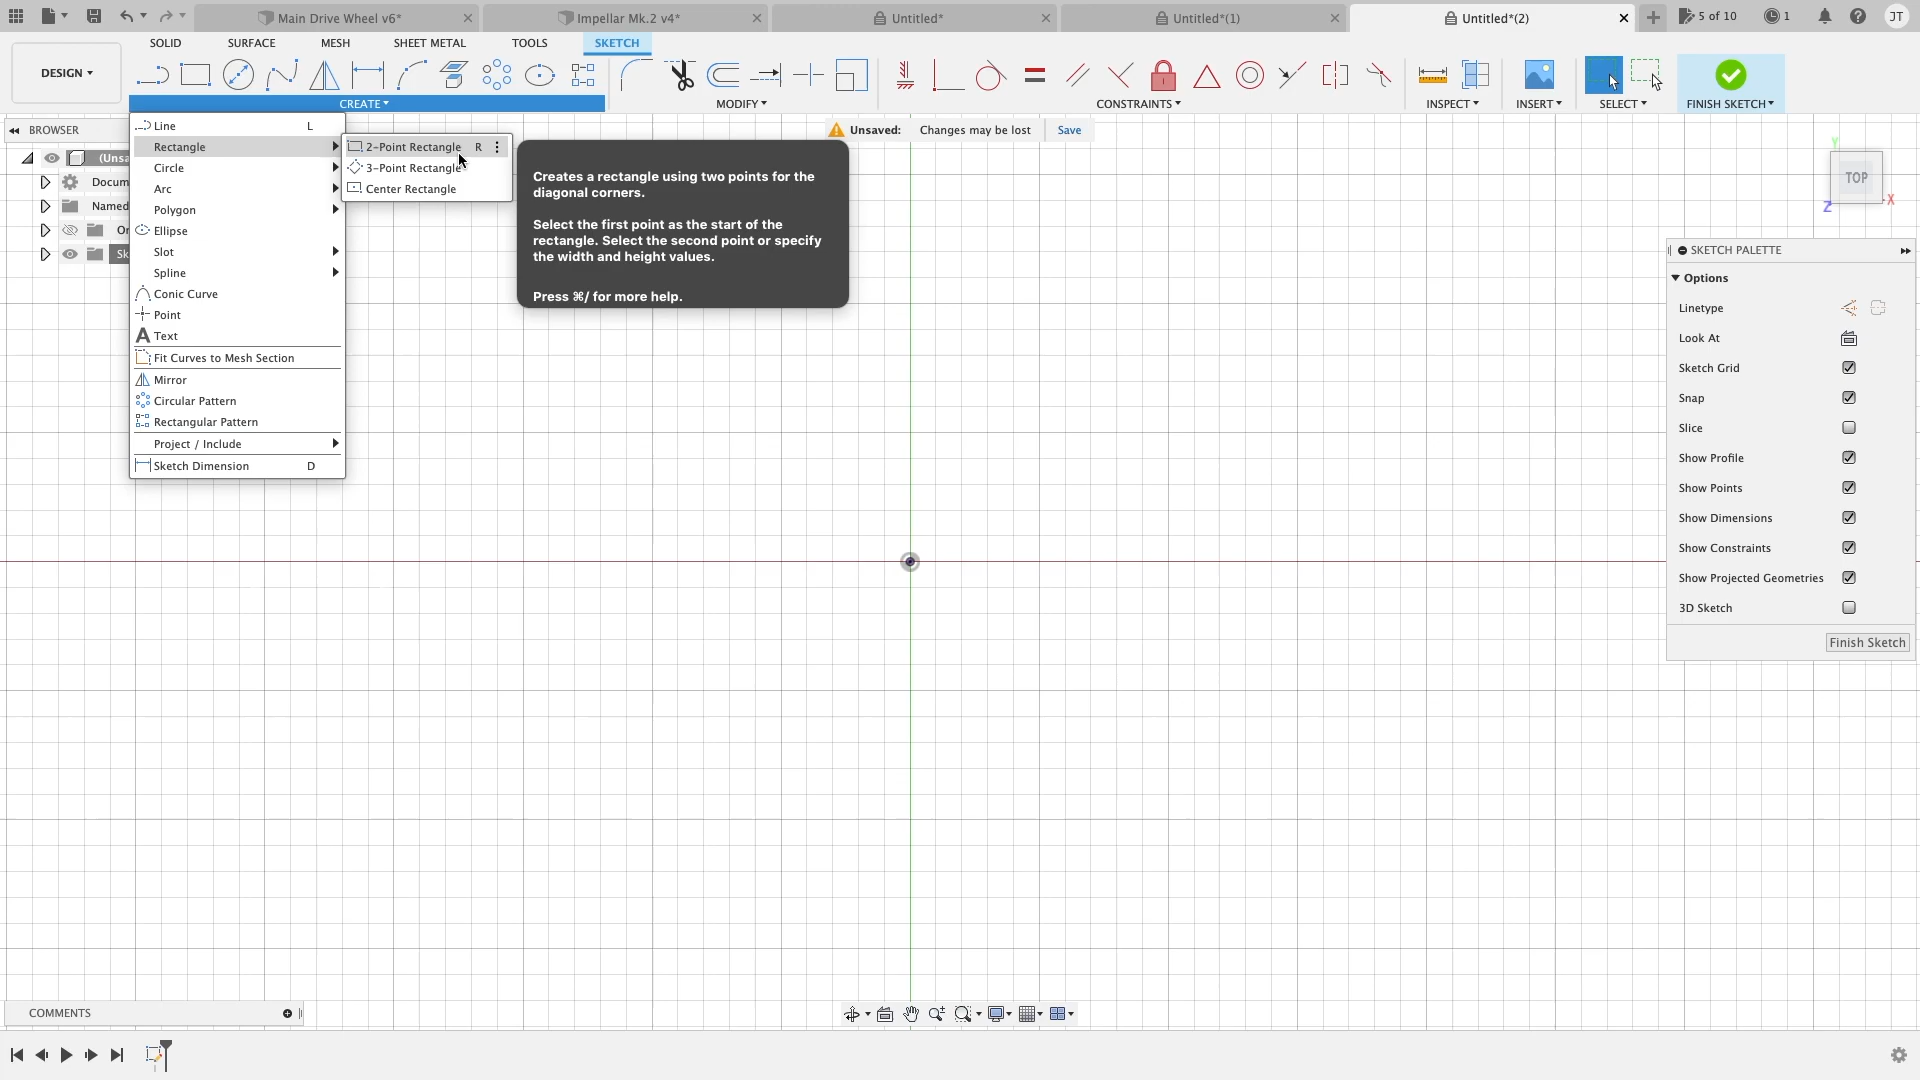 Main Drive Wheel v6*
Impellar Mk.2 v4*
Untitled*
Untitled*(1)
Untitled*(2)
5 of 10
1
JT
DESIGN
SOLID
SURFACE
MESH
SHEET METAL
TOOLS
SKETCH
CREATE
MODIFY
CONSTRAINTS
INSPECT
INSERT
SELECT
FINISH SKETCH
BROWSER
(Unsa
Docum
Named
Or
Sk
Line L
Rectangle
Circle
Arc
Polygon
Ellipse
Slot
Spline
Conic Curve
Point
Text
Fit Curves to Mesh Section
Mirror
Circular Pattern
Rectangular Pattern
Project / Include
Sketch Dimension D
2-Point Rectangle R
3-Point Rectangle
Center Rectangle
Creates a rectangle using two points for the
diagonal corners.
Select the first point as the start of the
rectangle. Select the second point or specify
the width and height values.
Press ⌘/ for more help.
Unsaved: Changes may be lost Save
Y
TOP
Z
X
SKETCH PALETTE
Options
Linetype
Look At
Sketch Grid
Snap
Slice
Show Profile
Show Points
Show Dimensions
Show Constraints
Show Projected Geometries
3D Sketch
Finish Sketch
COMMENTS